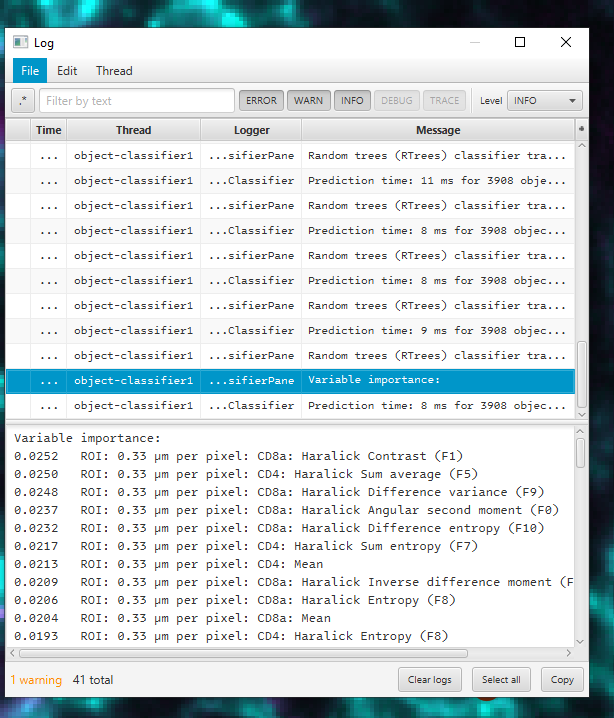 Log
File Edit Thread
.* Filter by text ERROR WARN INFO DEBUG TRACE Level INFO
Time Thread Logger Message
... object-classifier1 ...sifierPane Random trees (RTrees) classifier tra...
... object-classifier1 ...Classifier Prediction time: 11 ms for 3908 obje...
... object-classifier1 ...sifierPane Random trees (RTrees) classifier tra...
... object-classifier1 ...Classifier Prediction time: 8 ms for 3908 objec...
... object-classifier1 ...sifierPane Random trees (RTrees) classifier tra...
... object-classifier1 ...Classifier Prediction time: 8 ms for 3908 objec...
... object-classifier1 ...sifierPane Random trees (RTrees) classifier tra...
... object-classifier1 ...Classifier Prediction time: 9 ms for 3908 objec...
... object-classifier1 ...sifierPane Random trees (RTrees) classifier tra...
... object-classifier1 ...sifierPane Variable importance:
... object-classifier1 ...Classifier Prediction time: 8 ms for 3908 objec...
Variable importance:
0.0252 ROI: 0.33 µm per pixel: CD8a: Haralick Contrast (F1)
0.0250 ROI: 0.33 µm per pixel: CD4: Haralick Sum average (F5)
0.0248 ROI: 0.33 µm per pixel: CD8a: Haralick Difference variance (F9)
0.0237 ROI: 0.33 µm per pixel: CD8a: Haralick Angular second moment (F0)
0.0232 ROI: 0.33 µm per pixel: CD8a: Haralick Difference entropy (F10)
0.0217 ROI: 0.33 µm per pixel: CD4: Haralick Sum entropy (F7)
0.0213 ROI: 0.33 µm per pixel: CD4: Mean
0.0209 ROI: 0.33 µm per pixel: CD8a: Haralick Inverse difference moment (F
0.0206 ROI: 0.33 µm per pixel: CD8a: Haralick Entropy (F8)
0.0204 ROI: 0.33 µm per pixel: CD8a: Mean
0.0193 ROI: 0.33 µm per pixel: CD4: Haralick Entropy (F8)
1 warning 41 total Clear logs Select all Copy